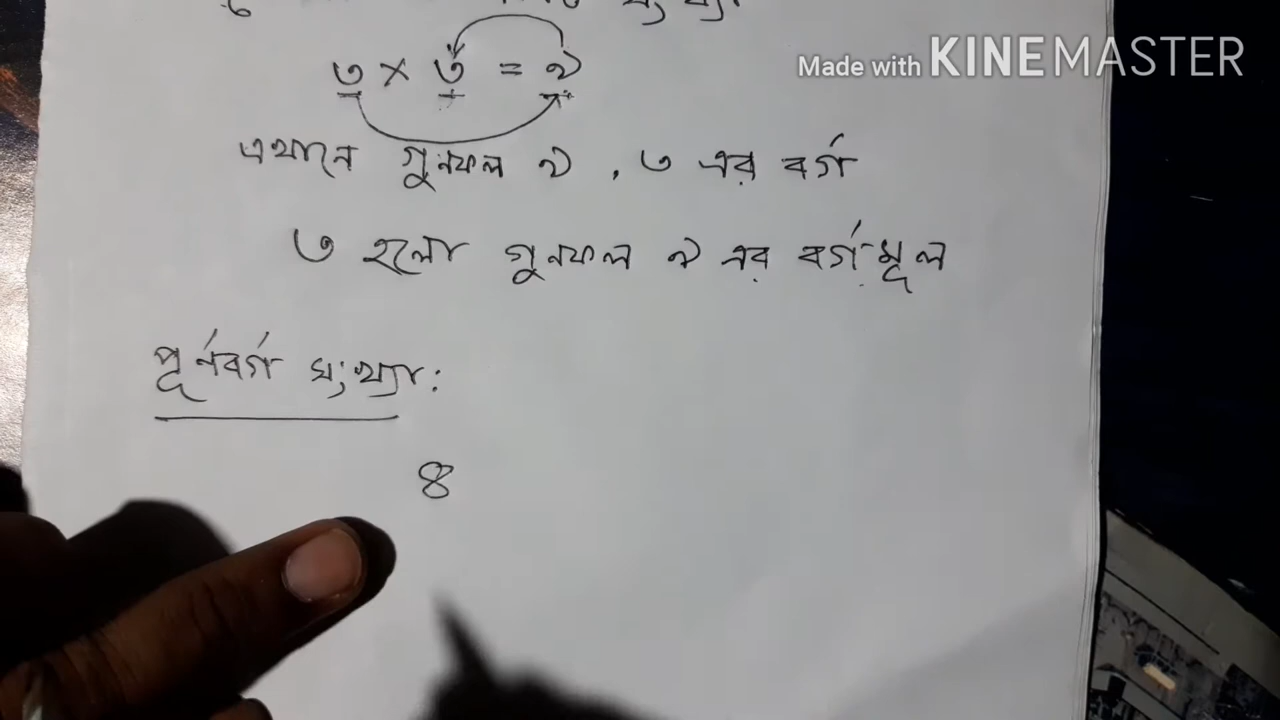 Made with KINEMASTER
৩ × ৩ = ৯
এখানে গুনফল ৯ , ৩ এর বর্গ
৩ হলো গুনফল ৯ এর বর্গমূল
পূর্নবর্গ সংখ্যা :
৪